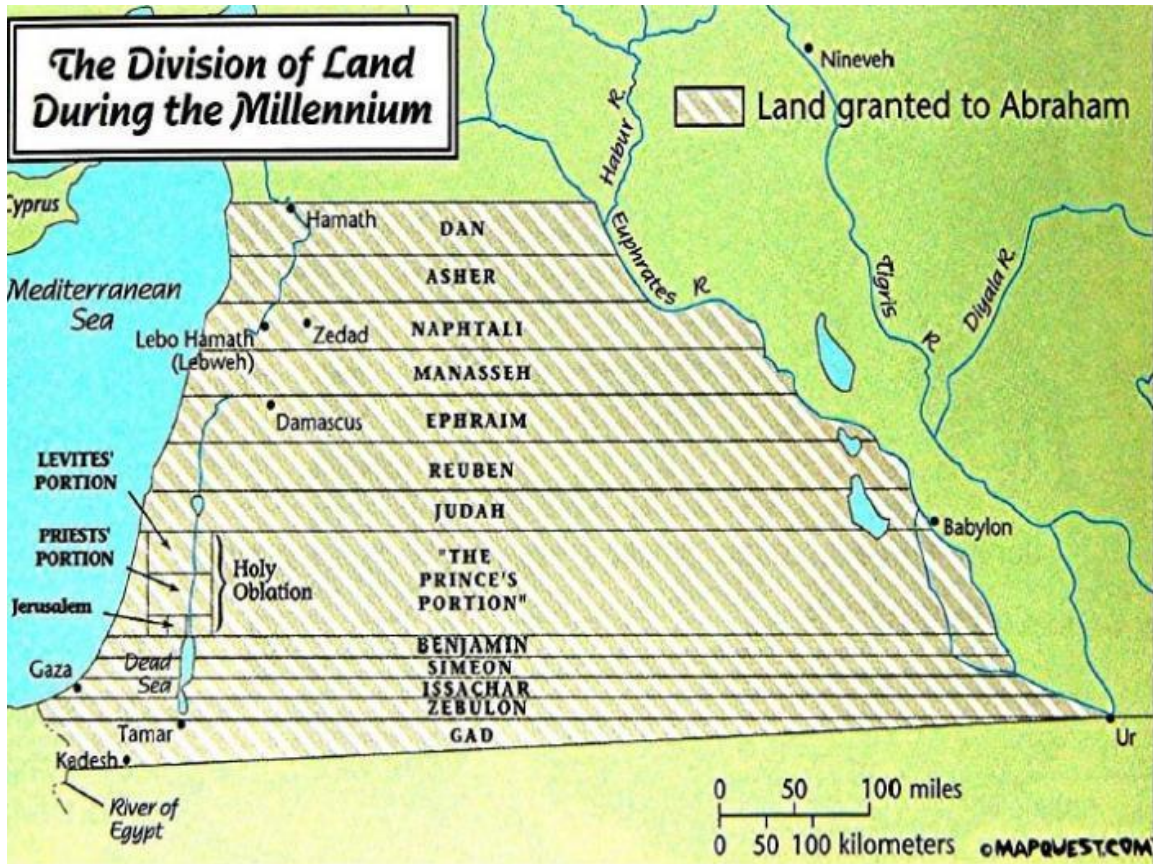 The Division of Land
During the Millennium
Land granted to Abraham
Nineveh
Habur R.
Cyprus
Hamath
DAN
Euphrates R
Tigris R
Diyala R.
ASHER
Mediterranean
Sea
Lebo Hamath
(Lebweh)
Zedad
NAPHTALI
MANASSEH
Damascus
EPHRAIM
LEVITES'
PORTION
REUBEN
JUDAH
Babylon
PRIESTS'
PORTION
Holy
Oblation
"THE
PRINCE'S
PORTION"
Jerusalem
BENJAMIN
Gaza
Dead
Sea
SIMEON
ISSACHAR
ZEBULON
Tamar
GAD
Ur
Kedesh
River of
Egypt
0 50 100 miles
0 50 100 kilometers
©MAPQUEST.COM